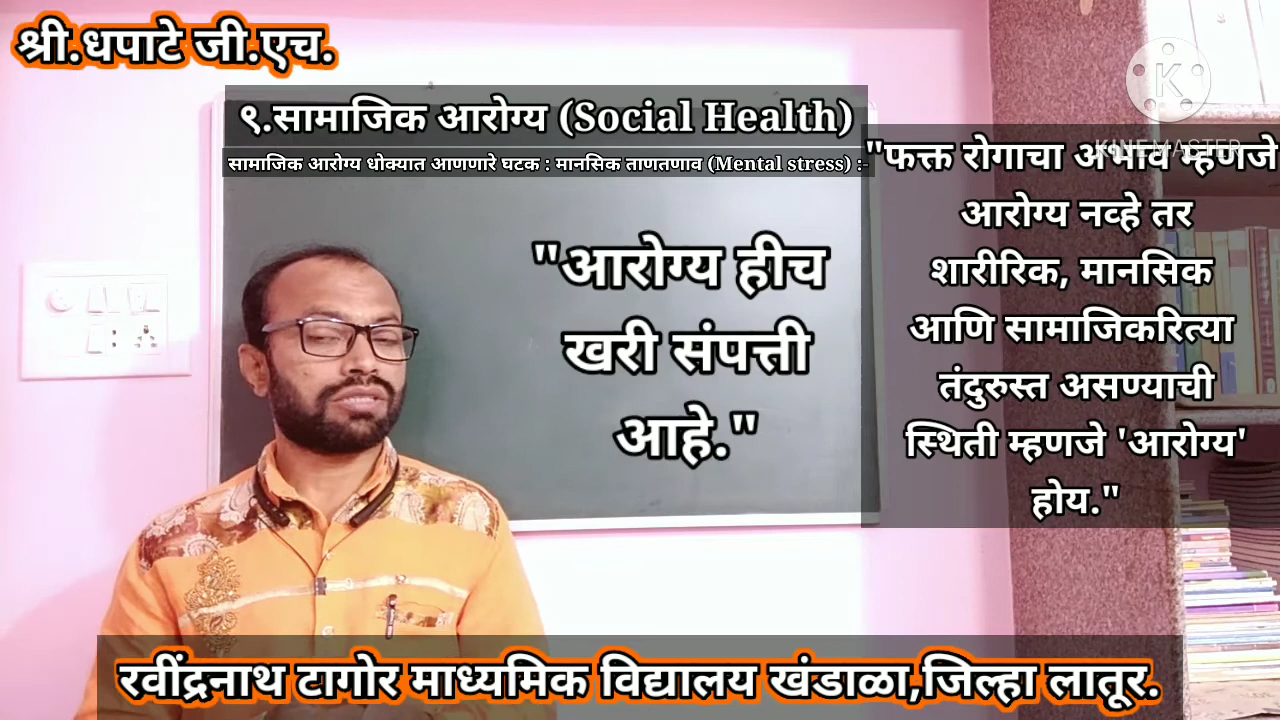 श्री.धपाटे जी.एच.
९.सामाजिक आरोग्य (Social Health)
सामाजिक आरोग्य धोक्यात आणणारे घटक : मानसिक ताणतणाव (Mental stress) :-
"आरोग्य हीच
खरी संपत्ती
आहे."
K
KINEMASTER
"फक्त रोगाचा अभाव म्हणजे
आरोग्य नव्हे तर
शारीरिक, मानसिक
आणि सामाजिकरित्या
तंदुरुस्त असण्याची
स्थिती म्हणजे 'आरोग्य'
होय."
रवींद्रनाथ टागोर माध्यमिक विद्यालय खंडाळा,जिल्हा लातूर.